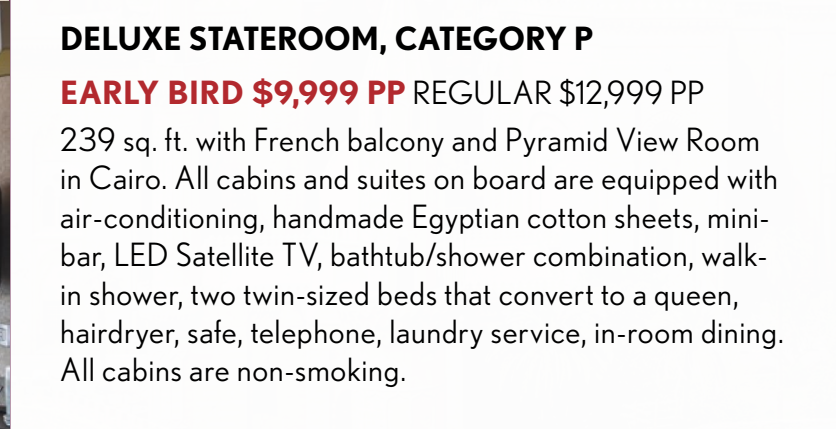 DELUXE STATEROOM, CATEGORY P
EARLY BIRD $9,999 PP REGULAR $12,999 PP
239 sq. ft. with French balcony and Pyramid View Room
in Cairo. All cabins and suites on board are equipped with
air-conditioning, handmade Egyptian cotton sheets, mini-
bar, LED Satellite TV, bathtub/shower combination, walk-
in shower, two twin-sized beds that convert to a queen,
hairdryer, safe, telephone, laundry service, in-room dining.
All cabins are non-smoking.